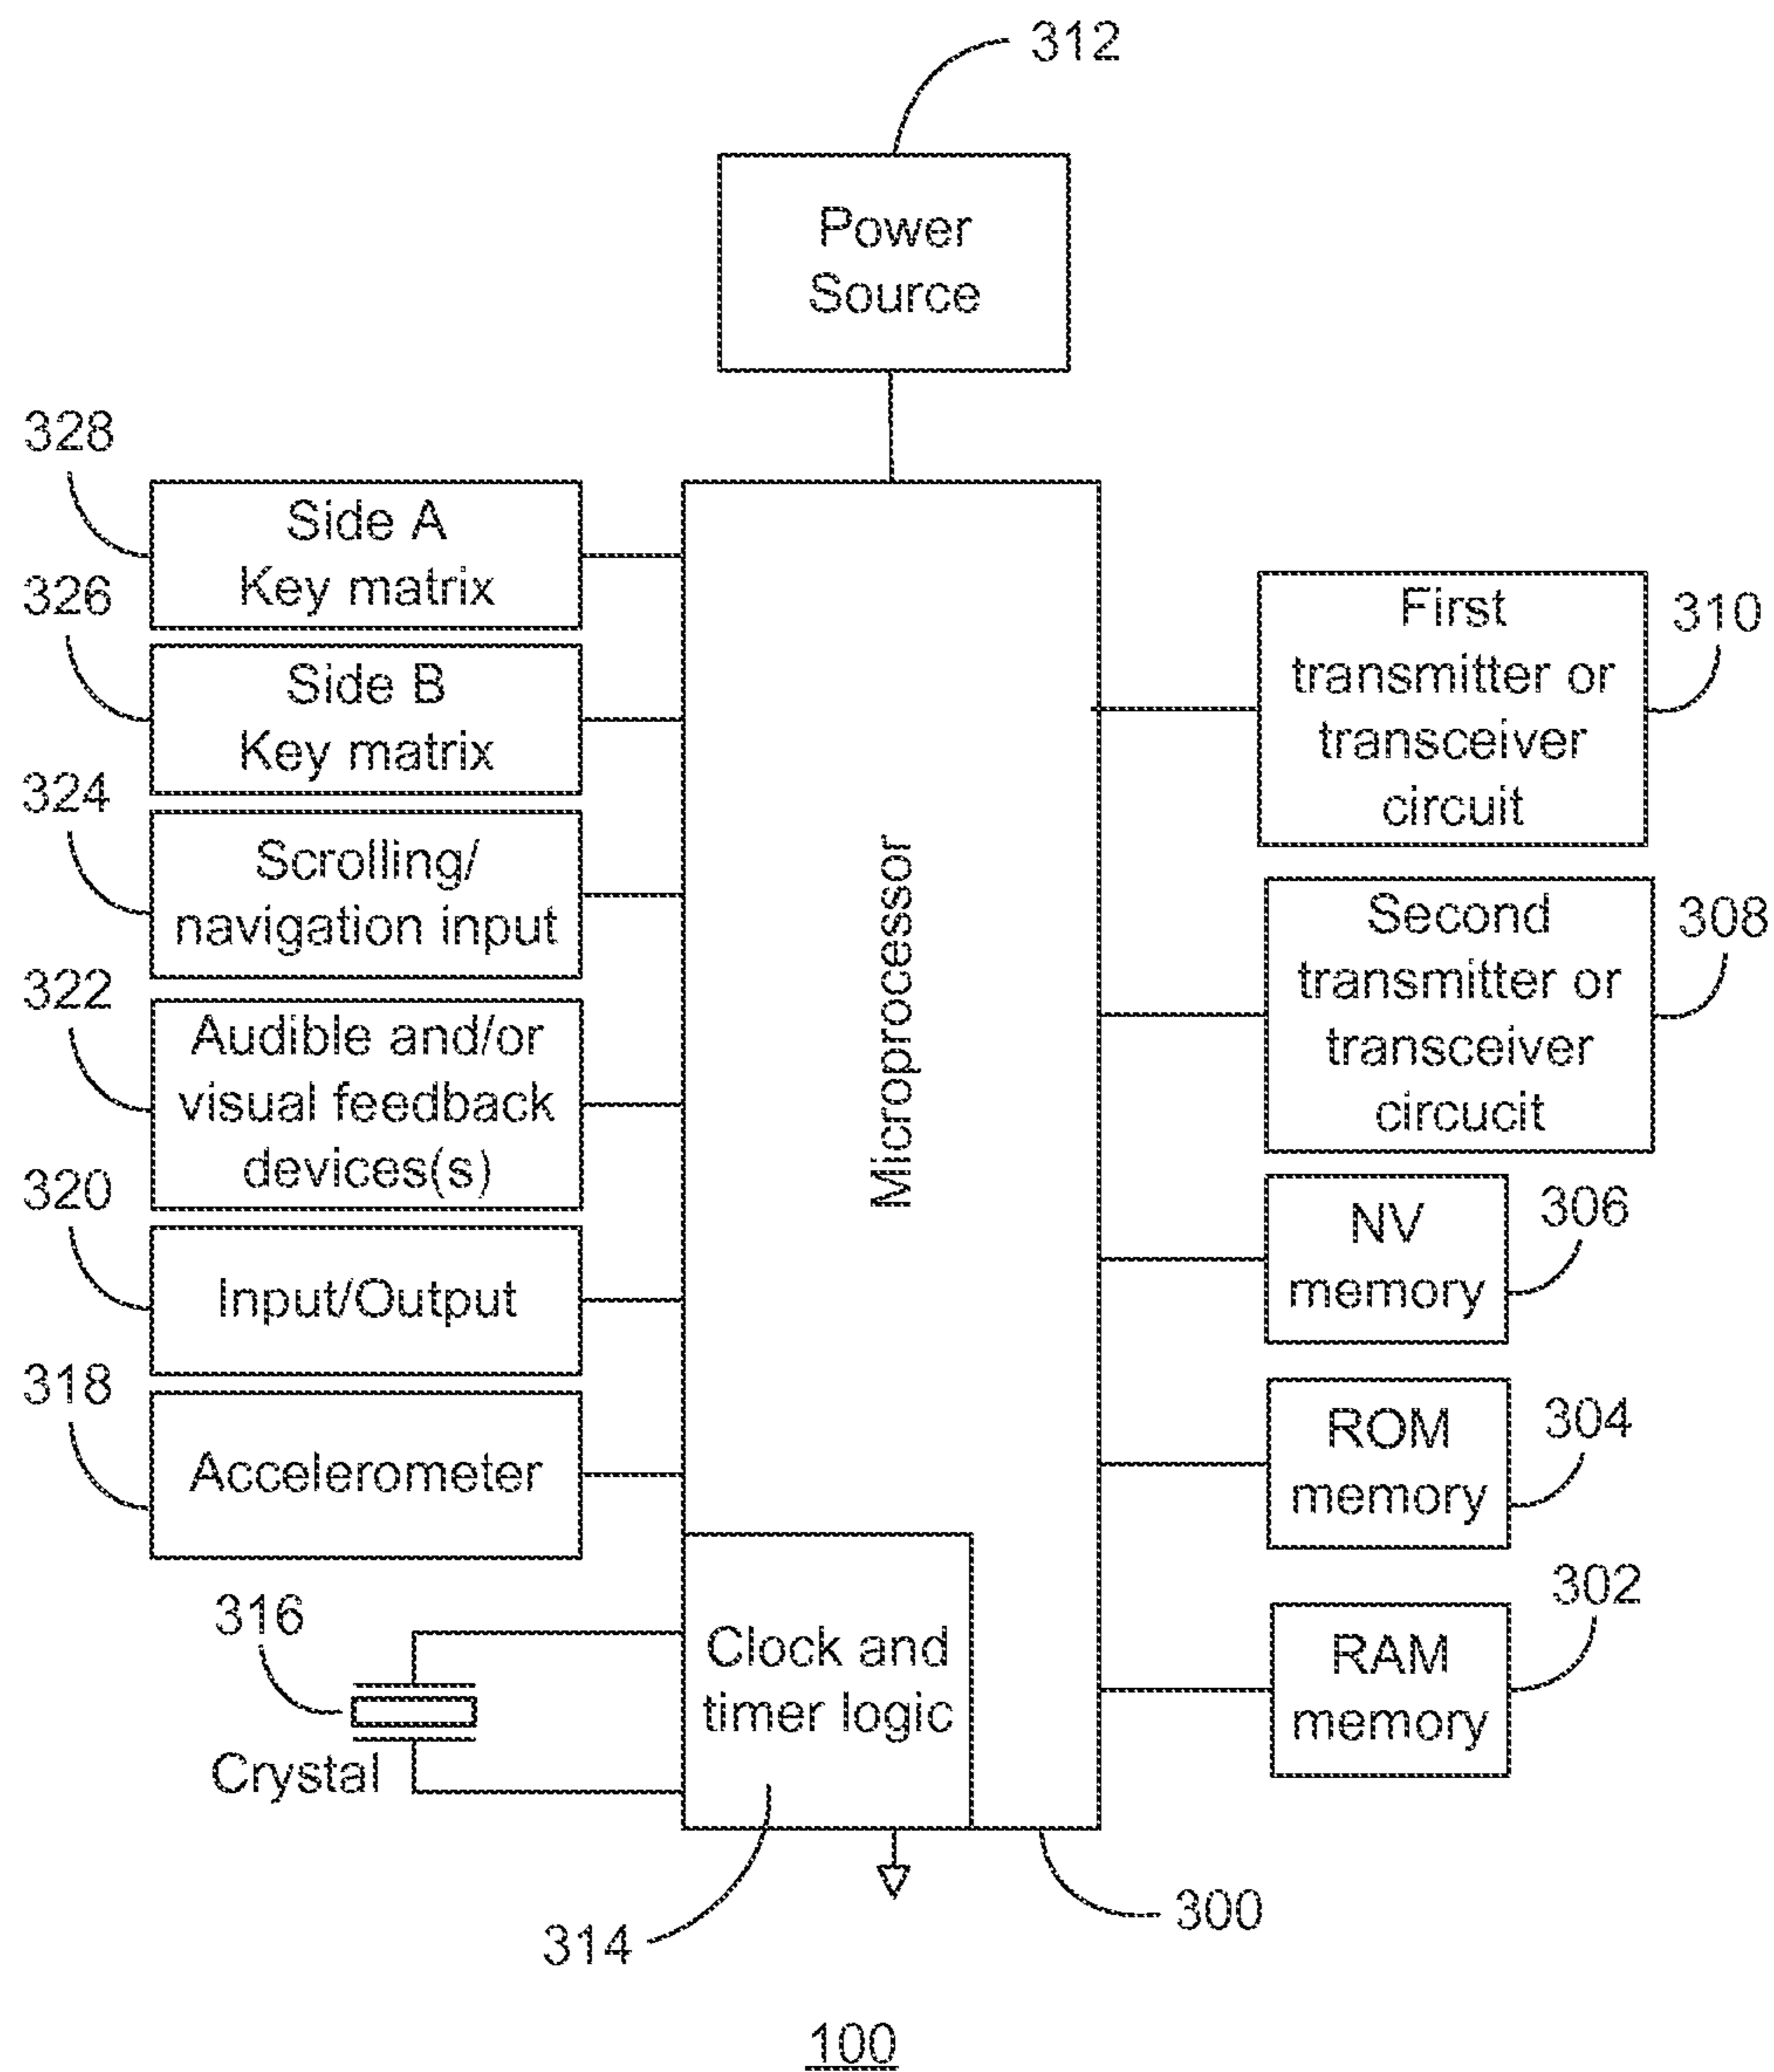 312
Power
Source
328
Side A
Key matrix
326
Side B
Key matrix
324
Scrolling/
navigation input
322
Audible and/or
visual feedback
devices(s)
320
Input/Output
318
Accelerometer
316
Crystal
Microprocessor
Clock and
timer logic
314
300
First
transmitter or
transceiver
circuit
310
Second
transmitter or
transceiver
circucit
308
NV
memory
306
ROM
memory
304
RAM
memory
302
100